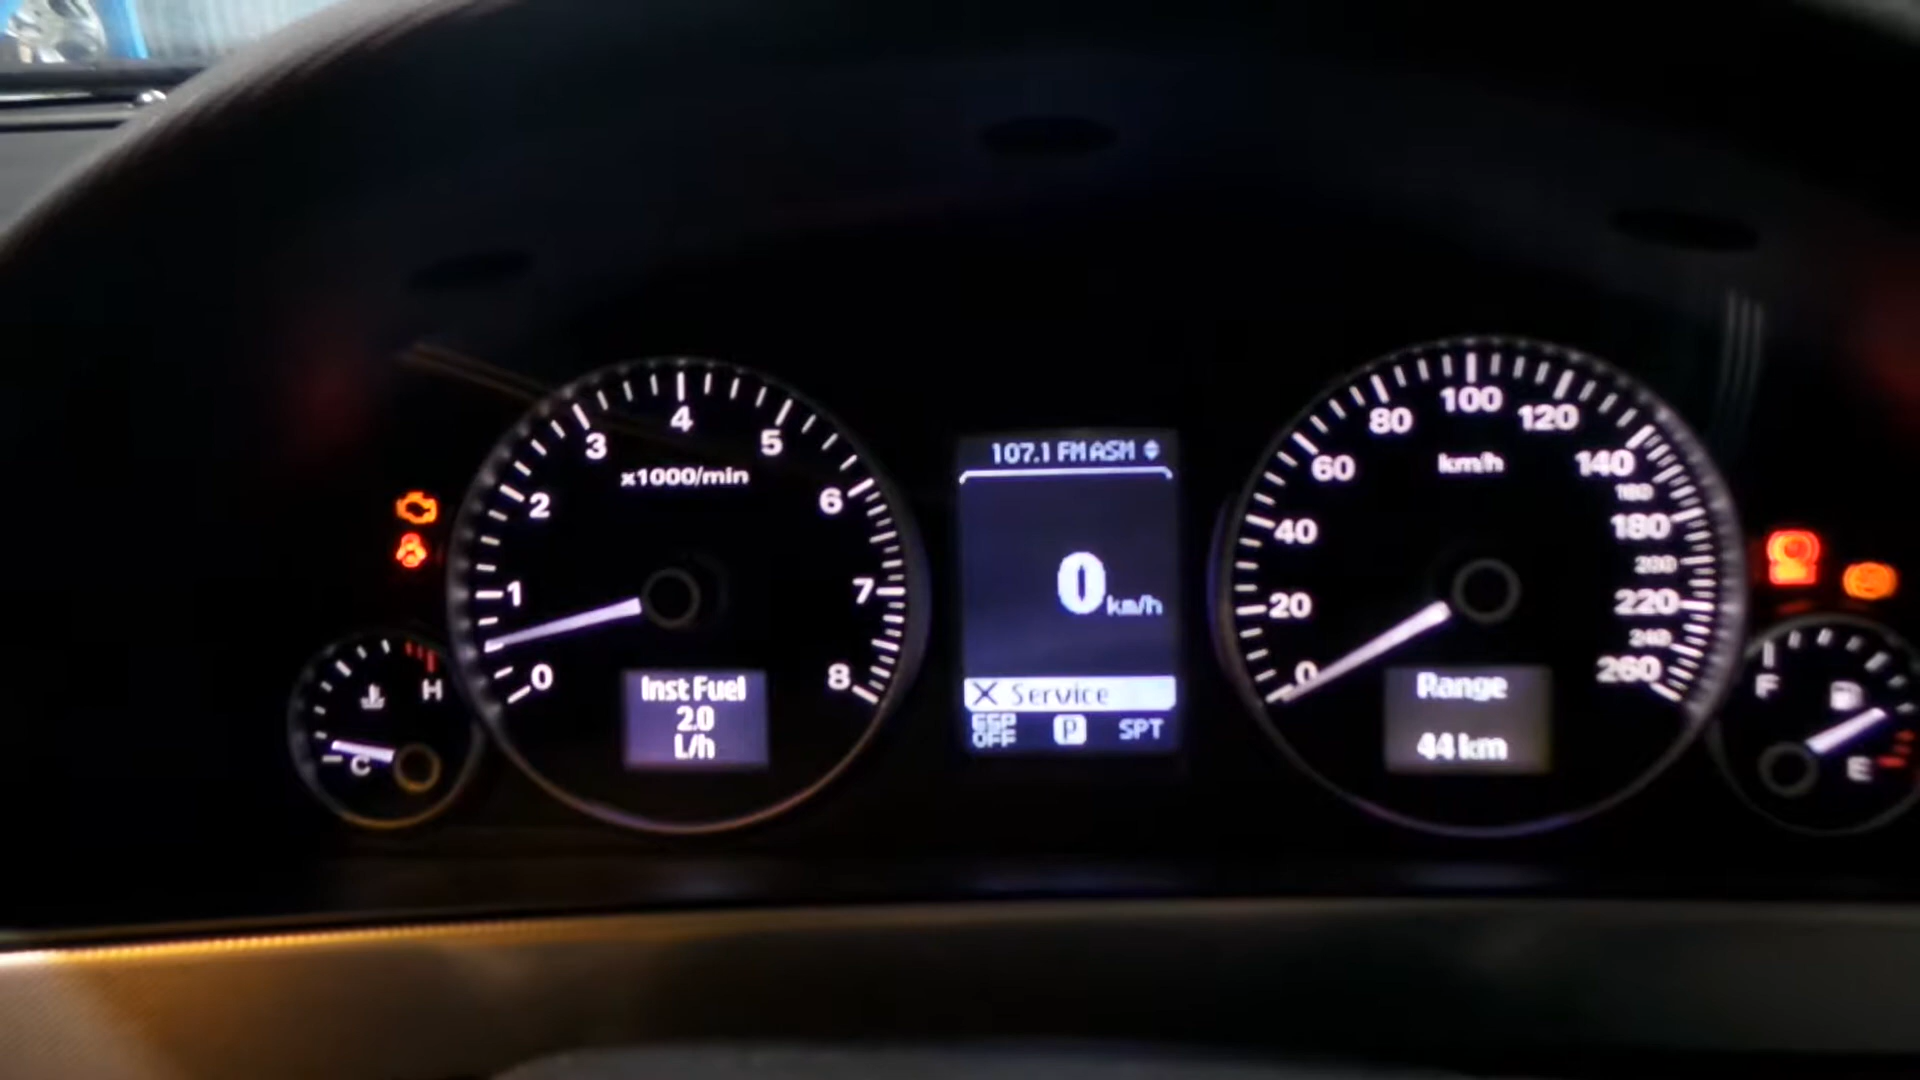 107.1 FM ASM
0 km/h
X Service
ESP OFF P SPT
0 1 2 3 4 5 6 7 8
x1000/min
Inst Fuel
2.0
L/h
0 20 40 60 80 100 120 140 160 180 200 220 240 260
km/h
Range
44 km
C H
F E